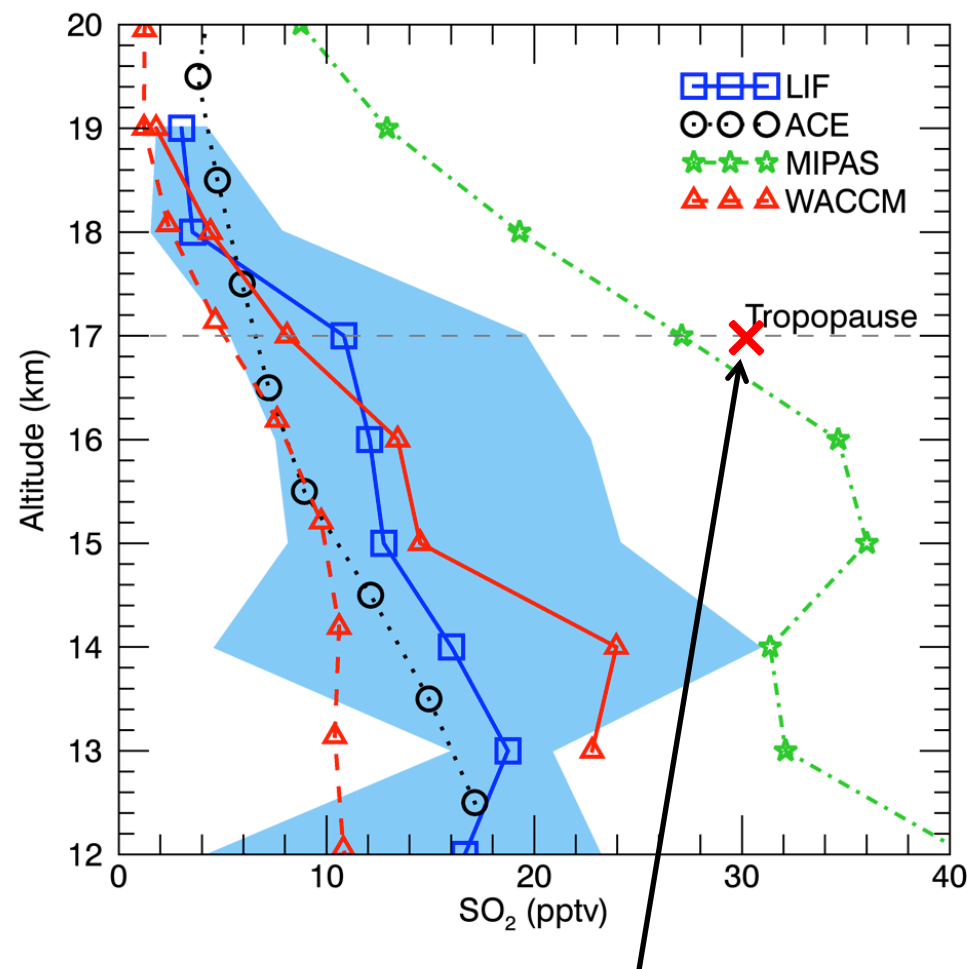 20
19
18
17
16
15
14
13
12
Altitude (km)
LIF
ACE
MIPAS
WACCM
Tropopause
0 10 20 30 40
SO2 (pptv)